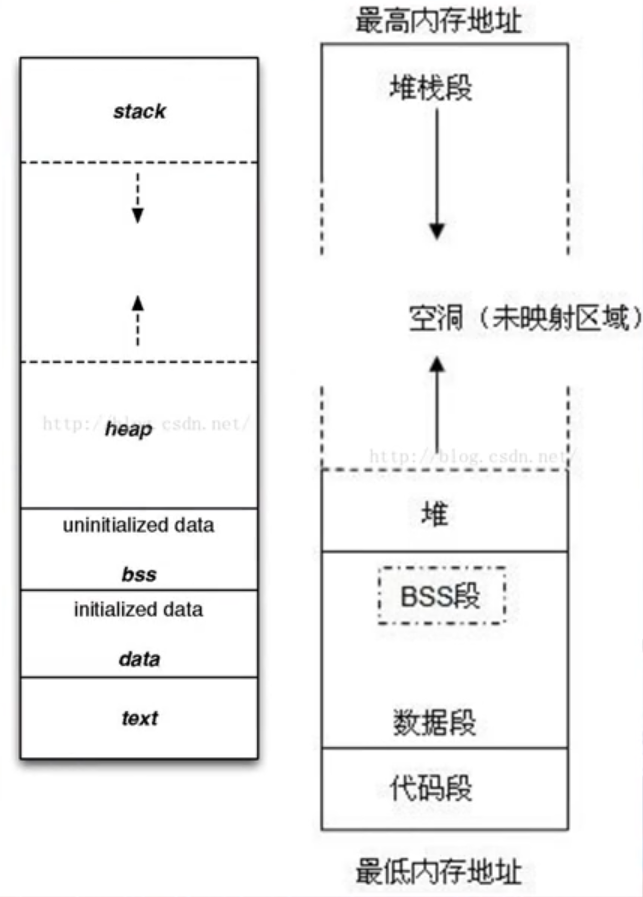 stack
http://blog.csdn.net/
heap
uninitialized data
bss
initialized data
data
text
最高内存地址
堆栈段
空洞（未映射区域）
http://blog.csdn.net/
堆
BSS段
数据段
代码段
最低内存地址